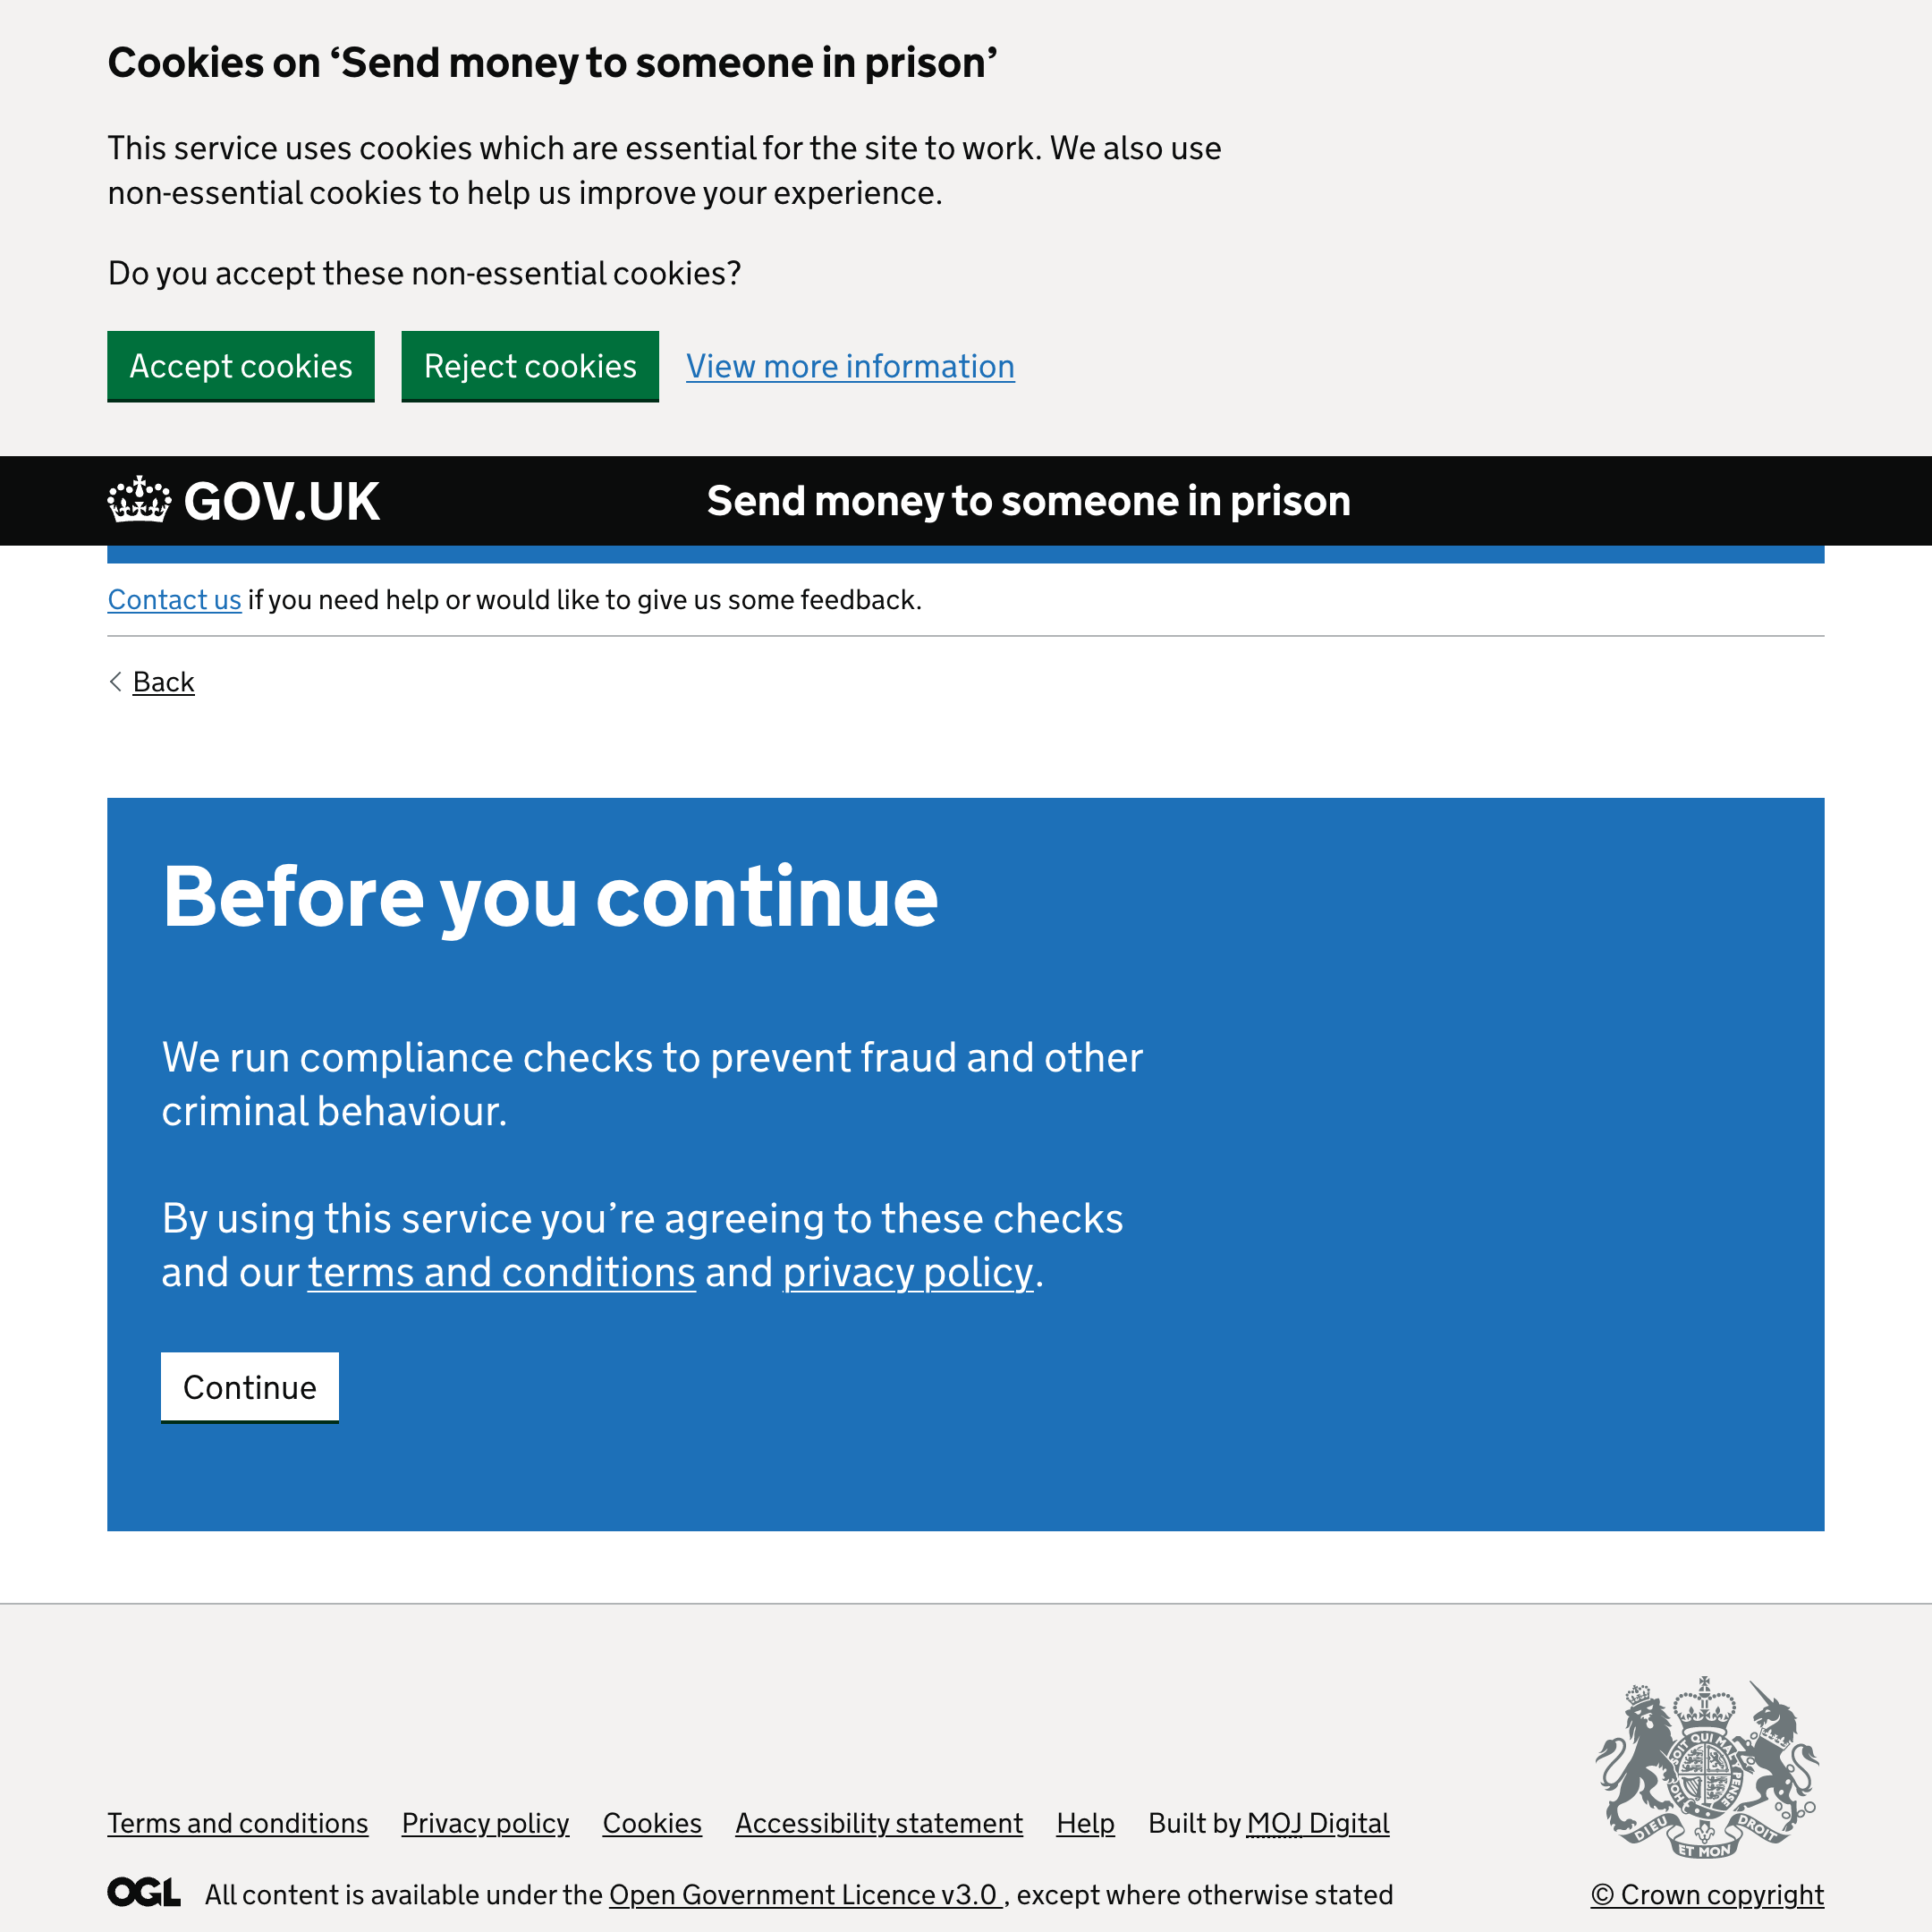 Cookies on ‘Send money to someone in prison’
This service uses cookies which are essential for the site to work. We also use
non-essential cookies to help us improve your experience.
Do you accept these non-essential cookies?
Accept cookies Reject cookies View more information
GOV.UK Send money to someone in prison
Contact us if you need help or would like to give us some feedback.
Back
Before you continue
We run compliance checks to prevent fraud and other
criminal behaviour.
By using this service you’re agreeing to these checks
and our terms and conditions and privacy policy.
Continue
HONI SOIT QUI MAL Y PENSE
DIEU ET MON DROIT
Terms and conditions Privacy policy Cookies Accessibility statement Help Built by MOJ Digital
OGL All content is available under the Open Government Licence v3.0 , except where otherwise stated
© Crown copyright